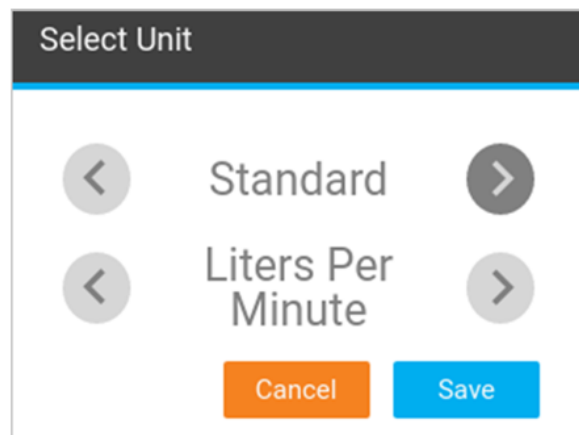 Select Unit
Standard
Liters Per
Minute
Cancel
Save